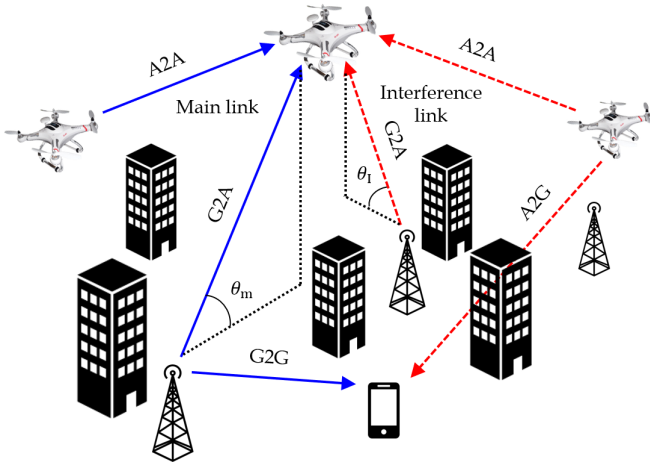 A2A
A2A
Main link
Interference
link
G2A
G2A
θI
A2G
θm
G2G